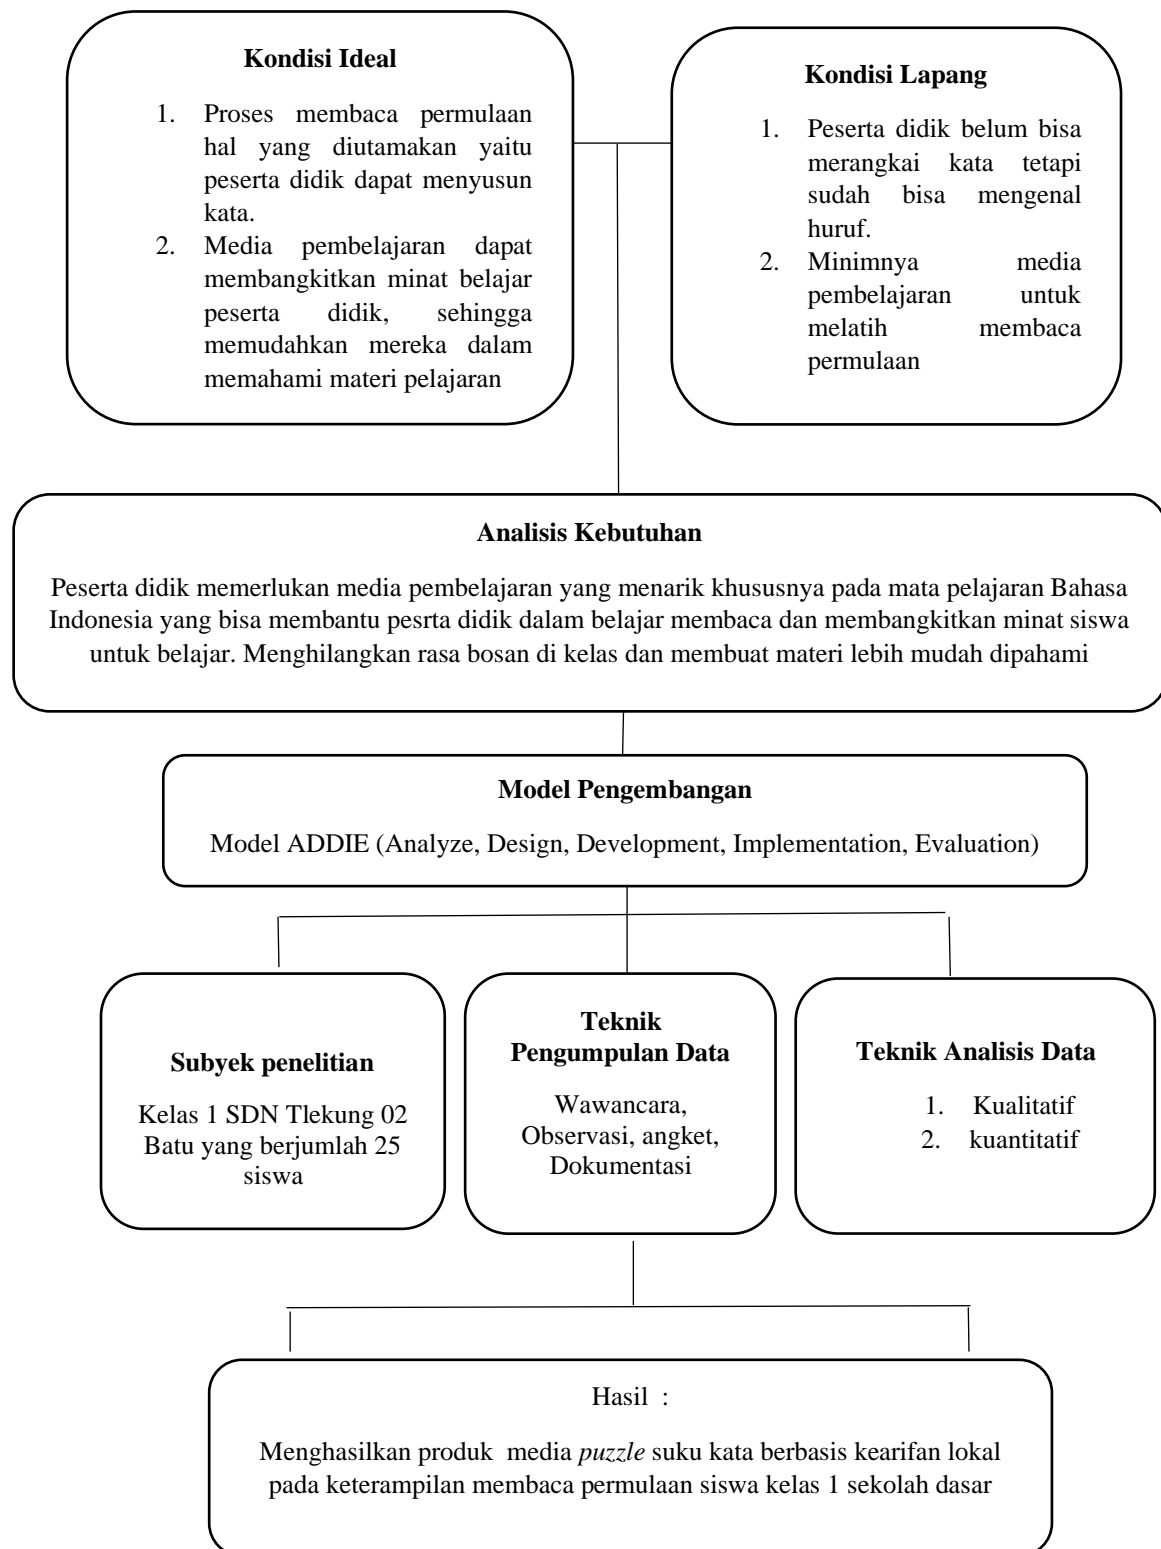 Kondisi Ideal
1. Proses membaca permulaan
hal yang diutamakan yaitu
peserta didik dapat menyusun
kata.
2. Media pembelajaran dapat
membangkitkan minat belajar
peserta didik, sehingga
memudahkan mereka dalam
memahami materi pelajaran
Kondisi Lapang
1. Peserta didik belum bisa
merangkai kata tetapi
sudah bisa mengenal
huruf.
2. Minimnya media
pembelajaran untuk
melatih membaca
permulaan
Analisis Kebutuhan
Peserta didik memerlukan media pembelajaran yang menarik khususnya pada mata pelajaran Bahasa
Indonesia yang bisa membantu pesrta didik dalam belajar membaca dan membangkitkan minat siswa
untuk belajar. Menghilangkan rasa bosan di kelas dan membuat materi lebih mudah dipahami
Model Pengembangan
Model ADDIE (Analyze, Design, Development, Implementation, Evaluation)
Subyek penelitian
Kelas 1 SDN Tlekung 02
Batu yang berjumlah 25
siswa
Teknik
Pengumpulan Data
Wawancara,
Observasi, angket,
Dokumentasi
Teknik Analisis Data
1. Kualitatif
2. kuantitatif
Hasil :
Menghasilkan produk media puzzle suku kata berbasis kearifan lokal
pada keterampilan membaca permulaan siswa kelas 1 sekolah dasar